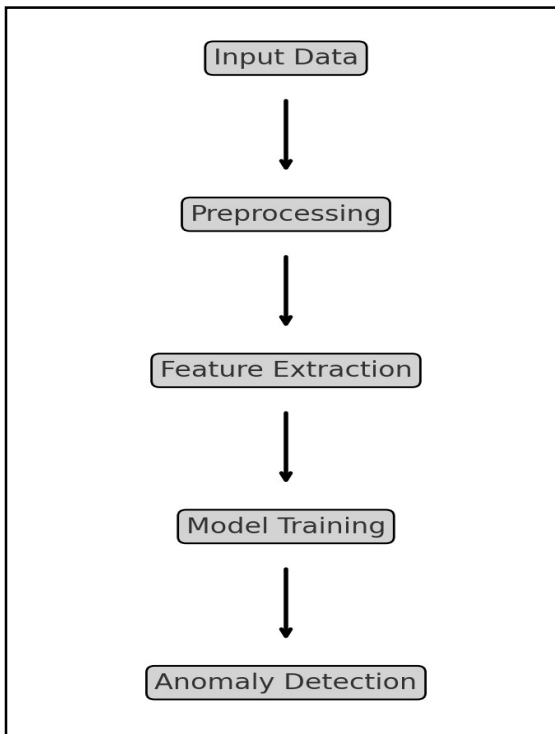 Input Data
Preprocessing
Feature Extraction
Model Training
Anomaly Detection